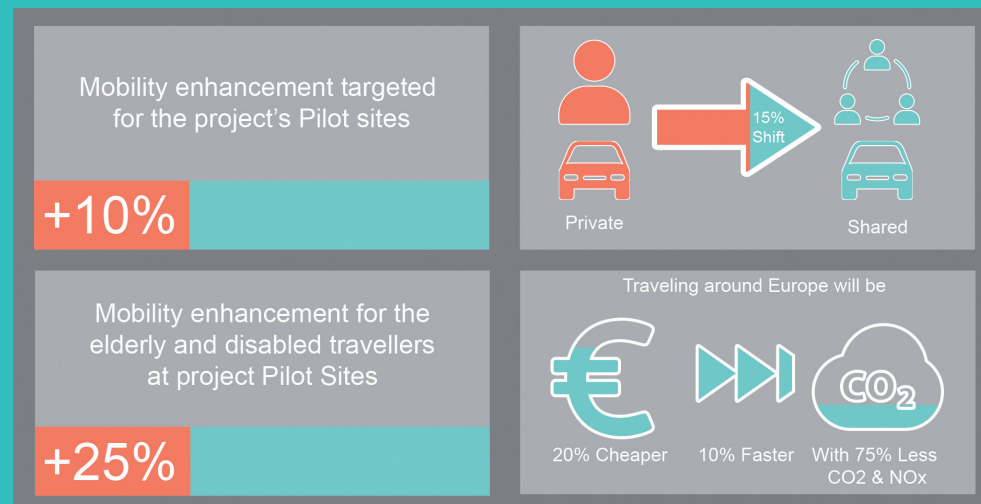 Mobility enhancement targeted
for the project's Pilot sites
+10%
15%
Shift
Private
Shared
Mobility enhancement for the
elderly and disabled travellers
at project Pilot Sites
+25%
Traveling around Europe will be
CO2
20% Cheaper
10% Faster
With 75% Less
CO2 & NOx